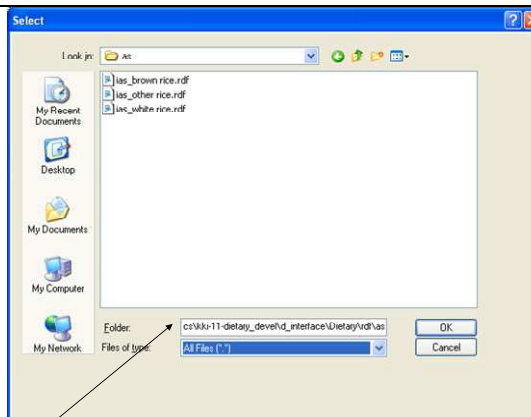 Select
Look in: as
ias_brown rice.rdf
ias_other rice.rdf
ias_white rice.rdf
My Recent
Documents
Desktop
My Documents
My Computer
My Network
Folder: cs\kki-11-dietary_devel\d_interface\Dietary\rdf\as
OK
Files of type: All Files (*.*)
Cancel